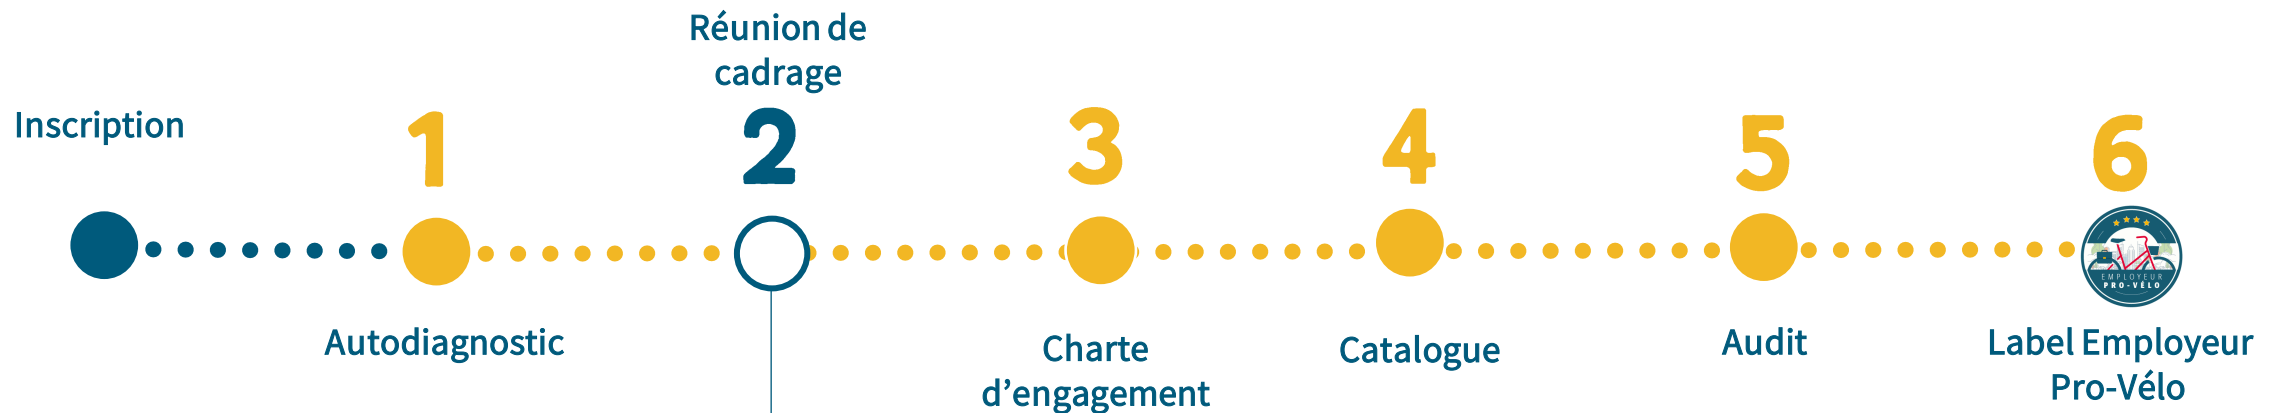 Inscription
1
Autodiagnostic
Réunion de
cadrage
2
3
Charte
d’engagement
4
Catalogue
5
Audit
6
EMPLOYEUR
PRO-VÉLO
Label Employeur
Pro-Vélo